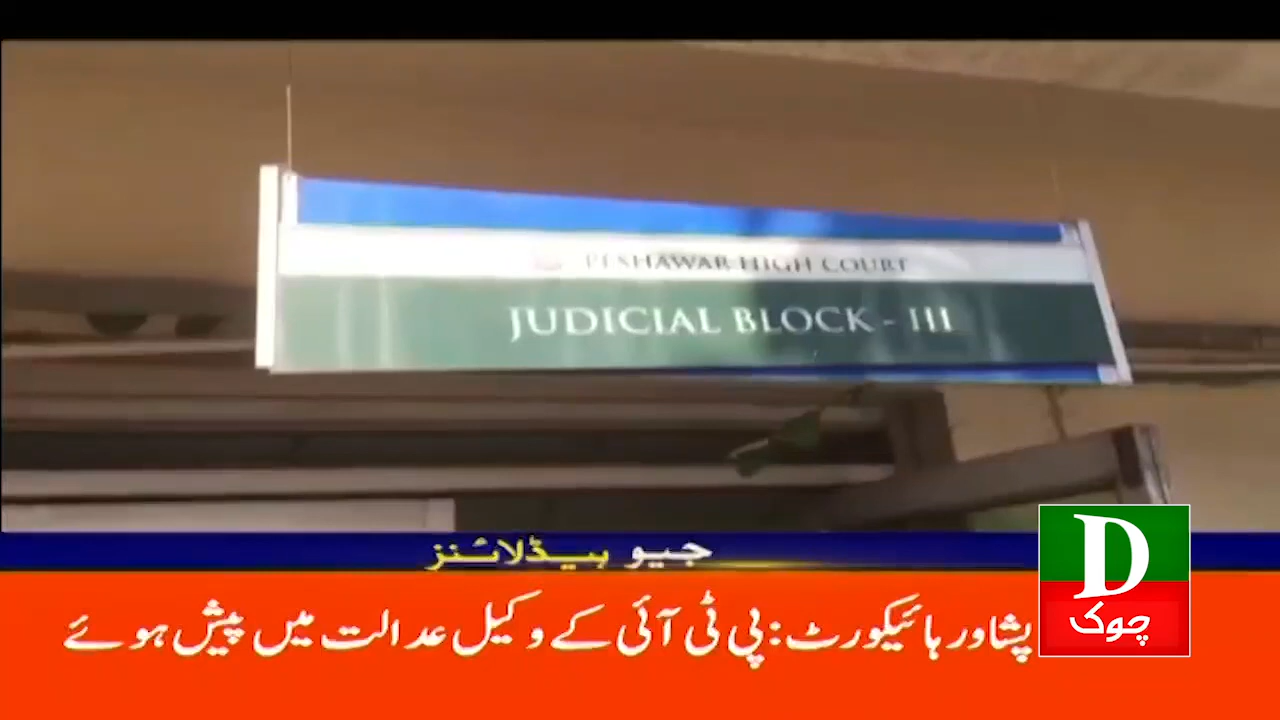 PESHAWAR HIGH COURT
JUDICIAL BLOCK - III
جیو ہیڈلائنز
پشاور ہائیکورٹ: پی ٹی آئی کے وکیل عدالت میں پیش ہوئے
D
چوک